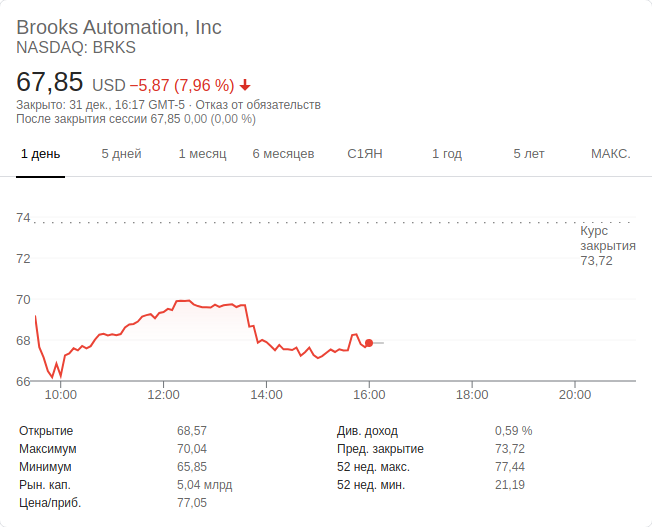 Brooks Automation, Inc
NASDAQ: BRKS
67,85 USD −5,87 (7,96 %)
Закрыто: 31 дек., 16:17 GMT-5 · Отказ от обязательств
После закрытия сессии 67,85 0,00 (0,00 %)
1 день 5 дней 1 месяц 6 месяцев С1ЯН 1 год 5 лет МАКС.
74
Курс
закрытия
73,72
72
70
68
66
10:00 12:00 14:00 16:00 18:00 20:00
Открытие 68,57 Див. доход 0,59 %
Максимум 70,04 Пред. закрытие 73,72
Минимум 65,85 52 нед. макс. 77,44
Рын. кап. 5,04 млрд 52 нед. мин. 21,19
Цена/приб. 77,05